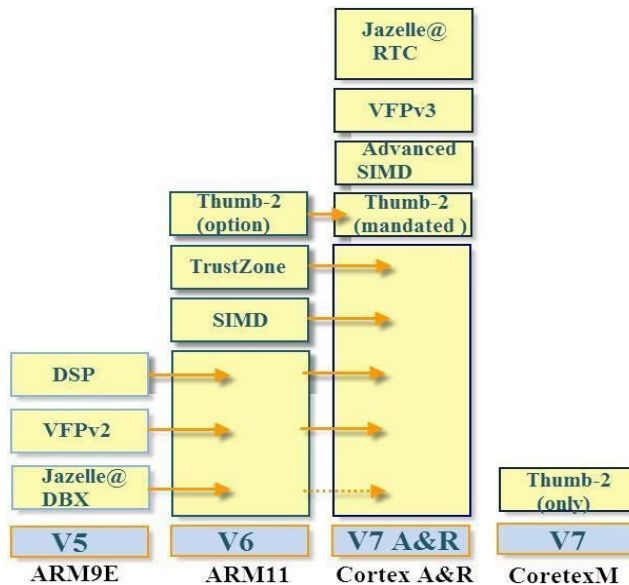 Jazelle@
RTC
VFPv3
Advanced
SIMD
Thumb-2
(option)
Thumb-2
(mandated )
TrustZone
SIMD
DSP
VFPv2
Jazelle@
DBX
Thumb-2
(only)
V5
V6
V7 A&R
V7
ARM9E
ARM11
Cortex A&R
CoretexM